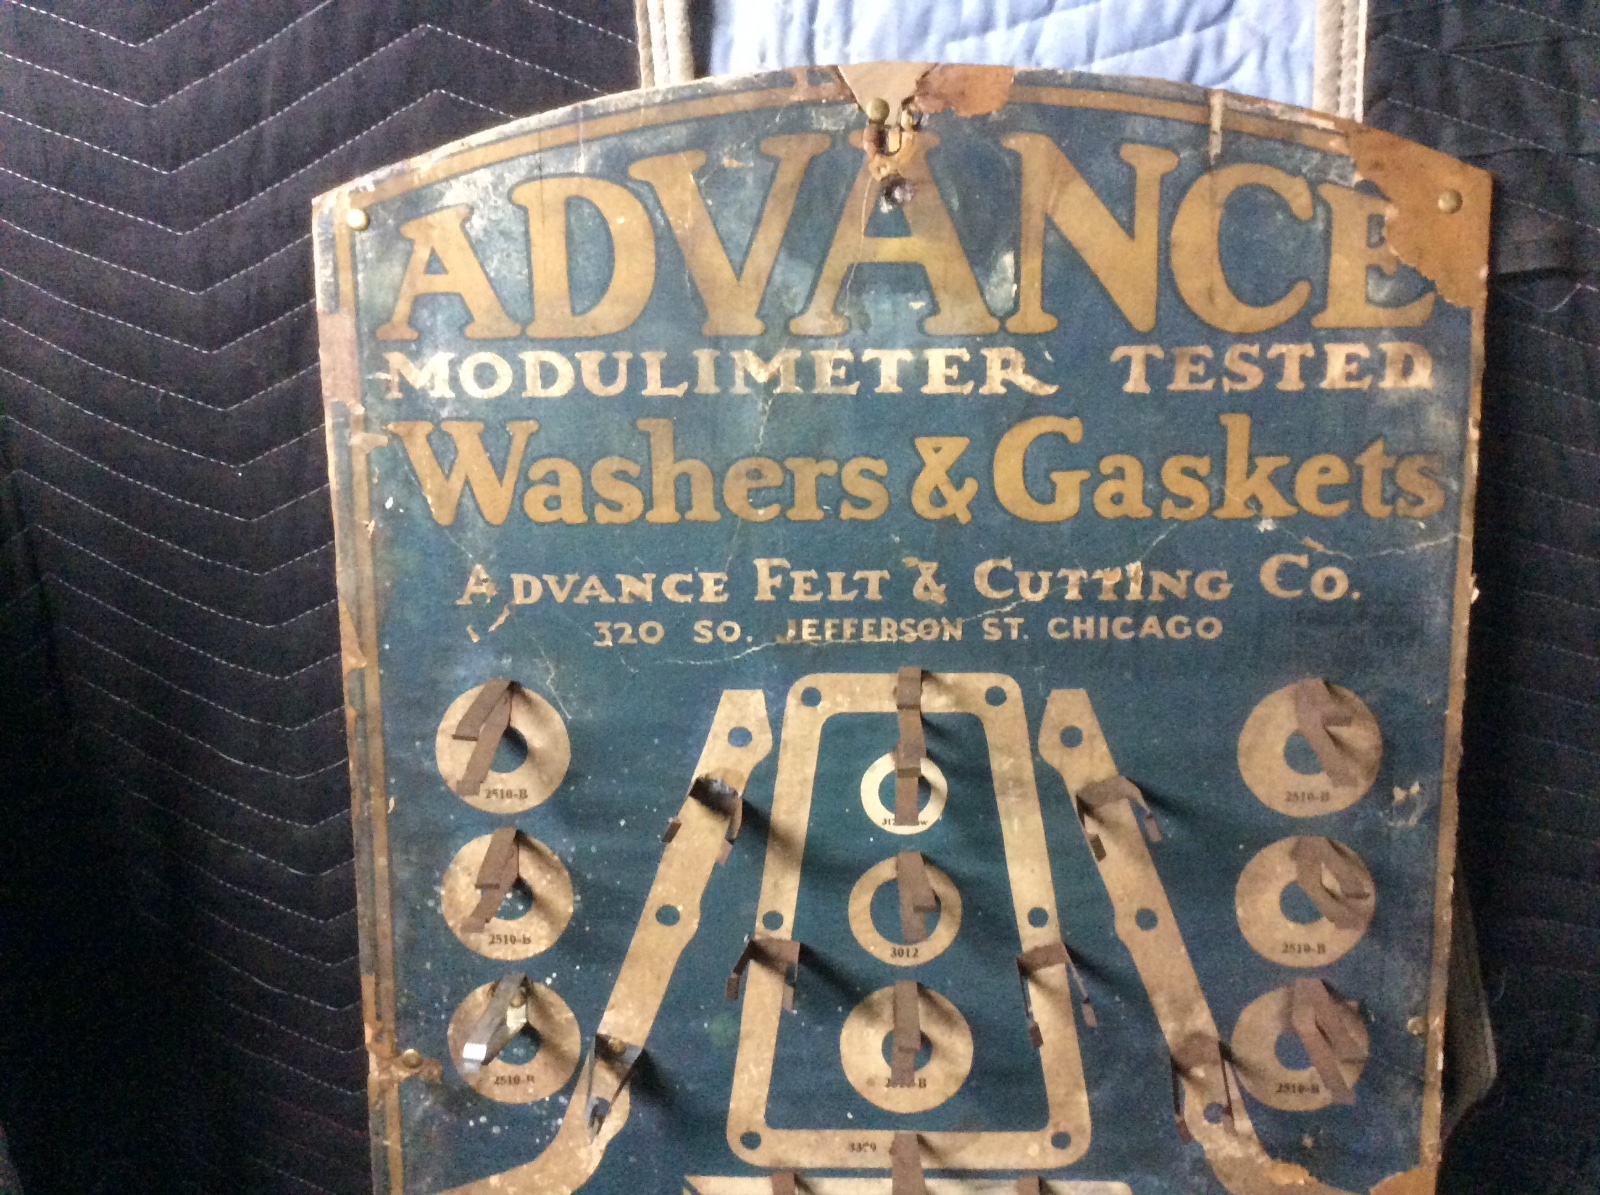 ADVANCE
MODULIMETER TESTED
Washers & Gaskets
ADVANCE FELT & CUTTING CO.
320 SO. JEFFERSON ST. CHICAGO
2510-B
2510-B
2510-B
3012
2510-B
2510-B
2510-B
2510-B